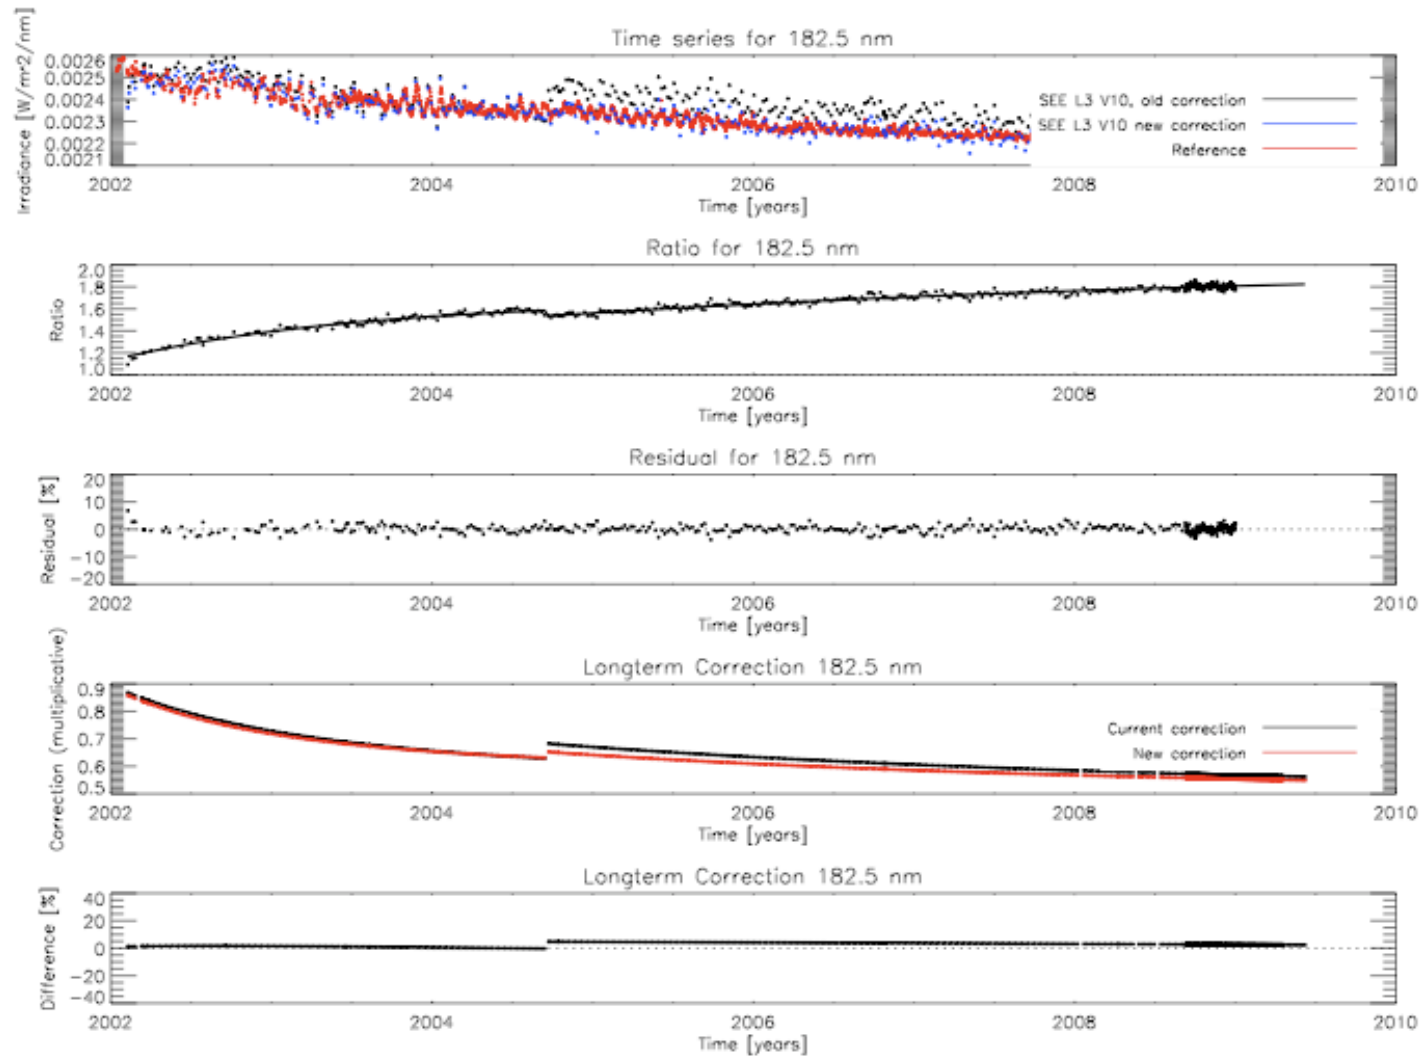 Time series for 182.5 nm
Irradiance [W/m^2/nm]
0.0026
0.0025
0.0024
0.0023
0.0022
0.0021
SEE L3 V10, old correction
SEE L3 V10 new correction
Reference
2002 2004 2006 2008 2010
Time [years]
Ratio for 182.5 nm
Ratio
2.0
1.8
1.6
1.4
1.2
1.0
2002 2004 2006 2008 2010
Time [years]
Residual for 182.5 nm
Residual [%]
20
10
0
-10
-20
2002 2004 2006 2008 2010
Time [years]
Longterm Correction 182.5 nm
Correction (multiplicative)
0.9
0.8
0.7
0.6
0.5
Current correction
New correction
2002 2004 2006 2008 2010
Time [years]
Longterm Correction 182.5 nm
Difference [%]
40
20
0
-20
-40
2002 2004 2006 2008 2010
Time [years]